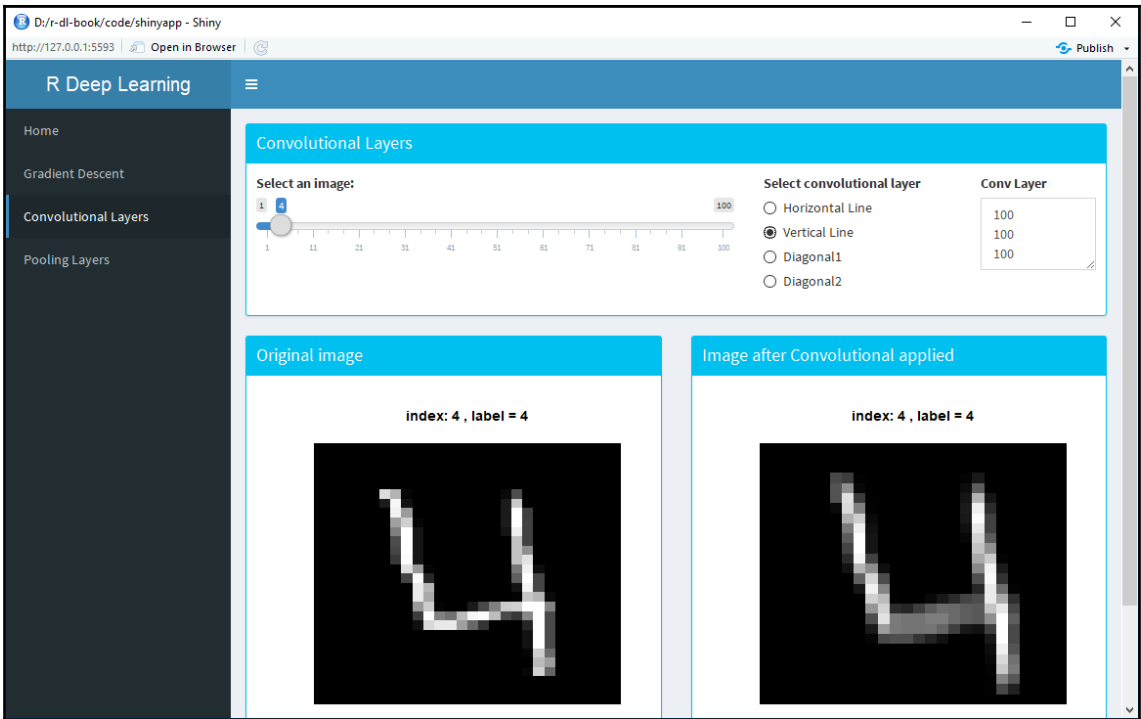 D:/r-dl-book/code/shinyapp - Shiny
http://127.0.0.1:5593 Open in Browser Publish
R Deep Learning
Home
Gradient Descent
Convolutional Layers
Pooling Layers
Convolutional Layers
Select an image:
1 4 100
1 11 21 31 41 51 61 71 81 91 100
Select convolutional layer
Horizontal Line
Vertical Line
Diagonal1
Diagonal2
Conv Layer
100
100
100
Original image
index: 4 , label = 4
Image after Convolutional applied
index: 4 , label = 4